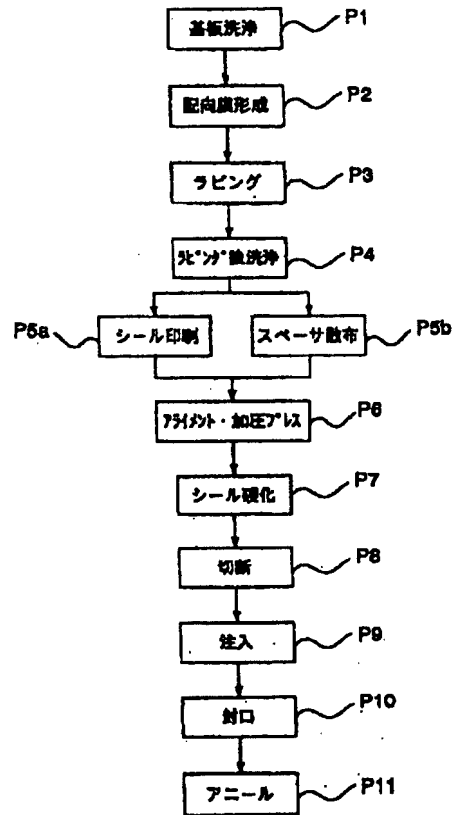 基板洗浄 P1
配向膜形成 P2
ラビング P3
ﾗﾋﾞﾝｸﾞ後洗浄 P4
P5a シール印刷 スペーサ散布 P5b
ｱﾗｲﾒﾝﾄ・加圧ﾌﾟﾚｽ P6
シール硬化 P7
切断 P8
注入 P9
封口 P10
アニール P11